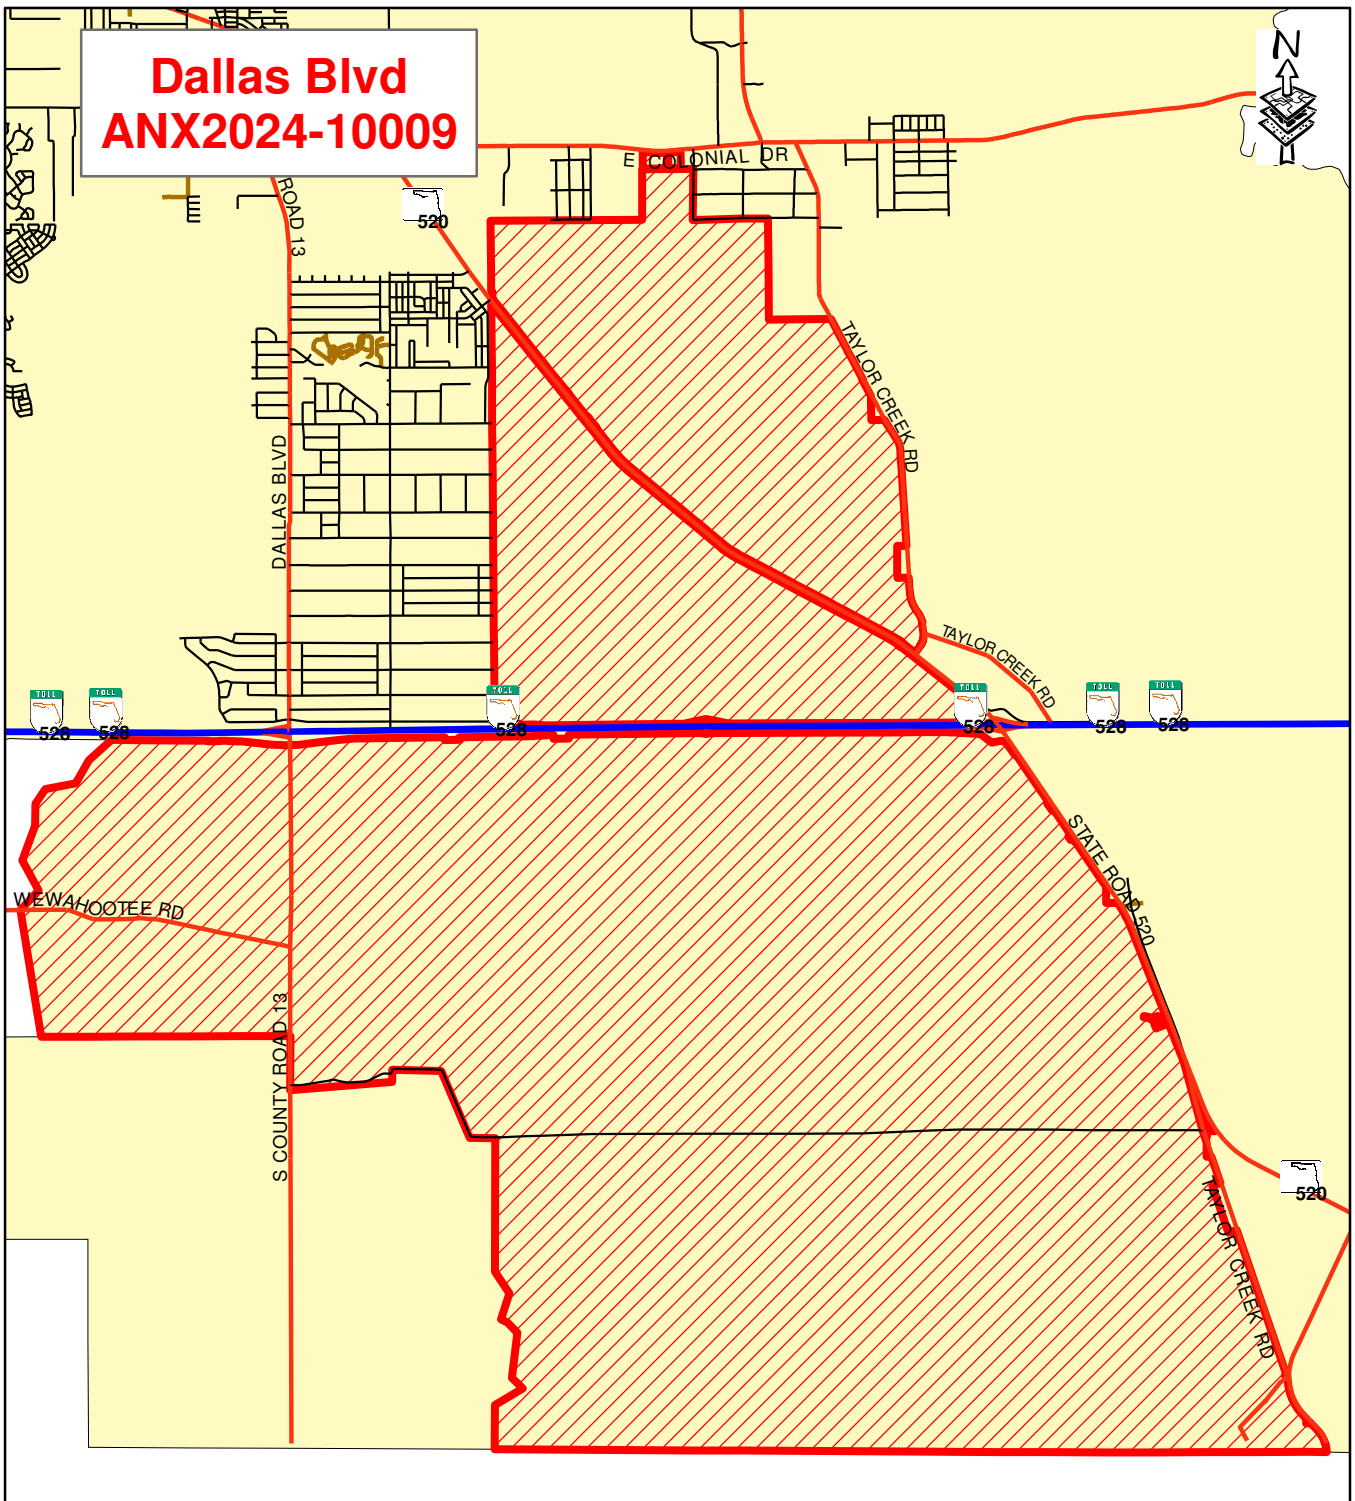 Dallas Blvd
ANX2024-10009
N
E COLONIAL DR
ROAD 13
520
TAYLOR CREEK RD
DALLAS BLVD
TAYLOR CREEK RD
TOLL
528
TOLL
528
TOLL
528
TOLL
528
TOLL
528
TOLL
528
STATE ROAD 520
WEWAHOOTEE RD
S COUNTY ROAD 13
520
TAYLOR CREEK RD